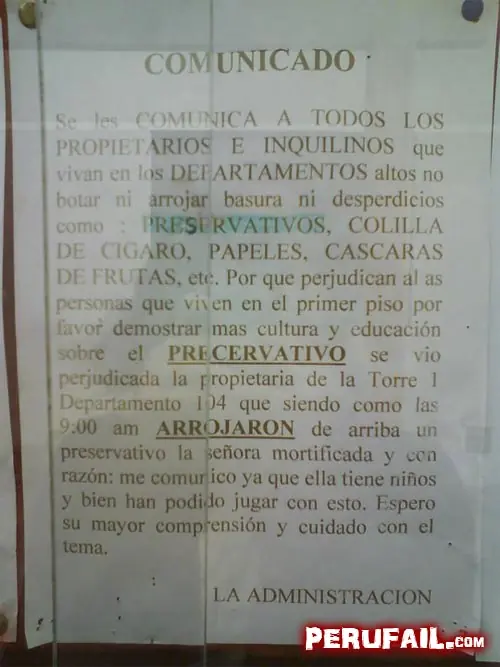 COMUNICADO
Se les COMUNICA A TODOS LOS
PROPIETARIOS E INQUILINOS que
vivan en los DEPARTAMENTOS altos no
botar ni arrojar basura ni desperdicios
como : PRESERVATIVOS, COLILLA
DE CIGARO, PAPELES, CASCARAS
DE FRUTAS, etc. Por que perjudican al as
personas que viven en el primer piso por
favor demostrar mas cultura y educación
sobre el PRECERVATIVO se vio
perjudicada la propietaria de la Torre 1
Departamento 104 que siendo como las
9:00 am ARROJARON de arriba un
preservativo la señora mortificada y con
razón: me comunico ya que ella tiene niños
y bien han podido jugar con esto. Espero
su mayor comprensión y cuidado con el
tema.
LA ADMINISTRACION
PERUFAIL.COM